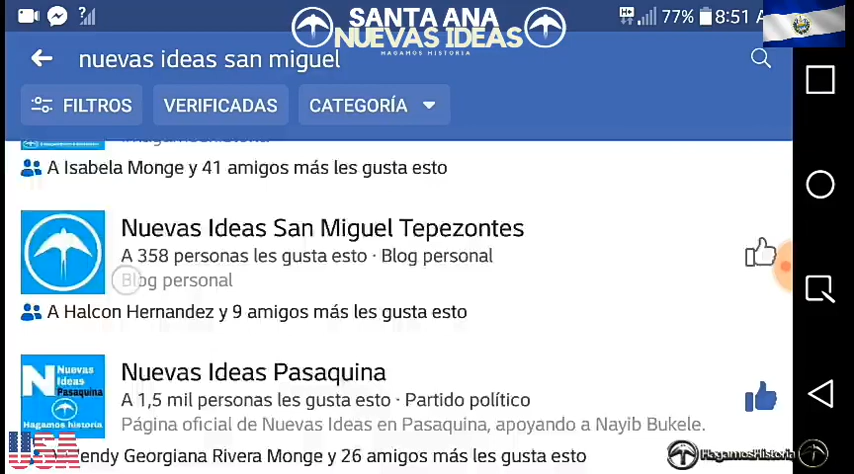 SANTA ANA
NUEVAS IDEAS
HAGAMOS HISTORIA
77% 8:51 A
nuevas ideas san miguel
FILTROS VERIFICADAS CATEGORÍA
A Isabela Monge y 41 amigos más les gusta esto
Nuevas Ideas San Miguel Tepezontes
A 358 personas les gusta esto · Blog personal
Blog personal
A Halcon Hernandez y 9 amigos más les gusta esto
Nuevas Ideas Pasaquina
A 1,5 mil personas les gusta esto · Partido político
Página oficial de Nuevas Ideas en Pasaquina, apoyando a Nayib Bukele.
Wendy Georgiana Rivera Monge y 26 amigos más les gusta esto
N Nuevas
Ideas
Pasaquina
Hagamos historia
USA
HagamosHistoria